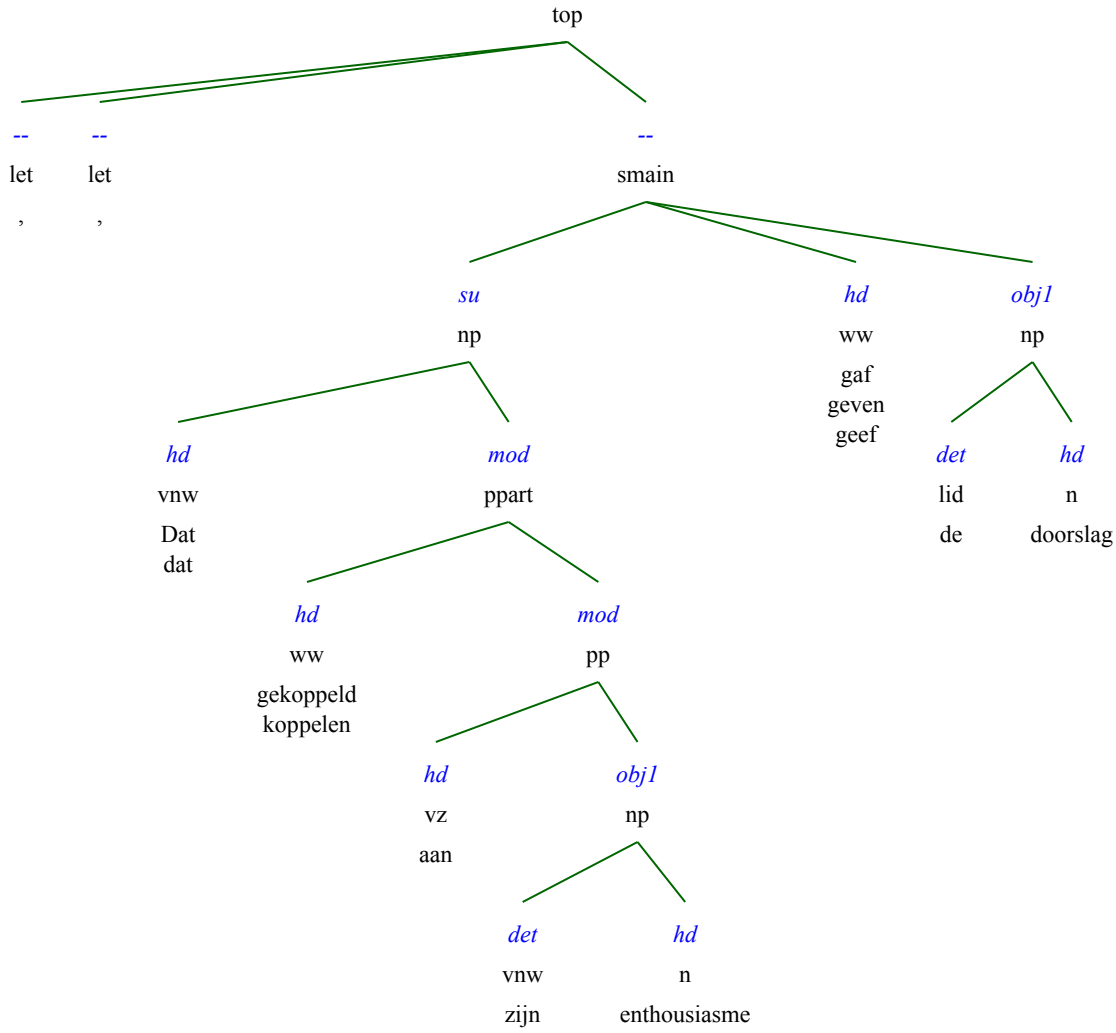 top
-- -- --
let let smain
, ,
su hd obj1
np ww np
gaf
geven
geef
hd mod det hd
vnw ppart lid n
Dat de doorslag
dat
hd mod
ww pp
gekoppeld
koppelen
hd obj1
vz np
aan
det hd
vnw n
zijn enthousiasme